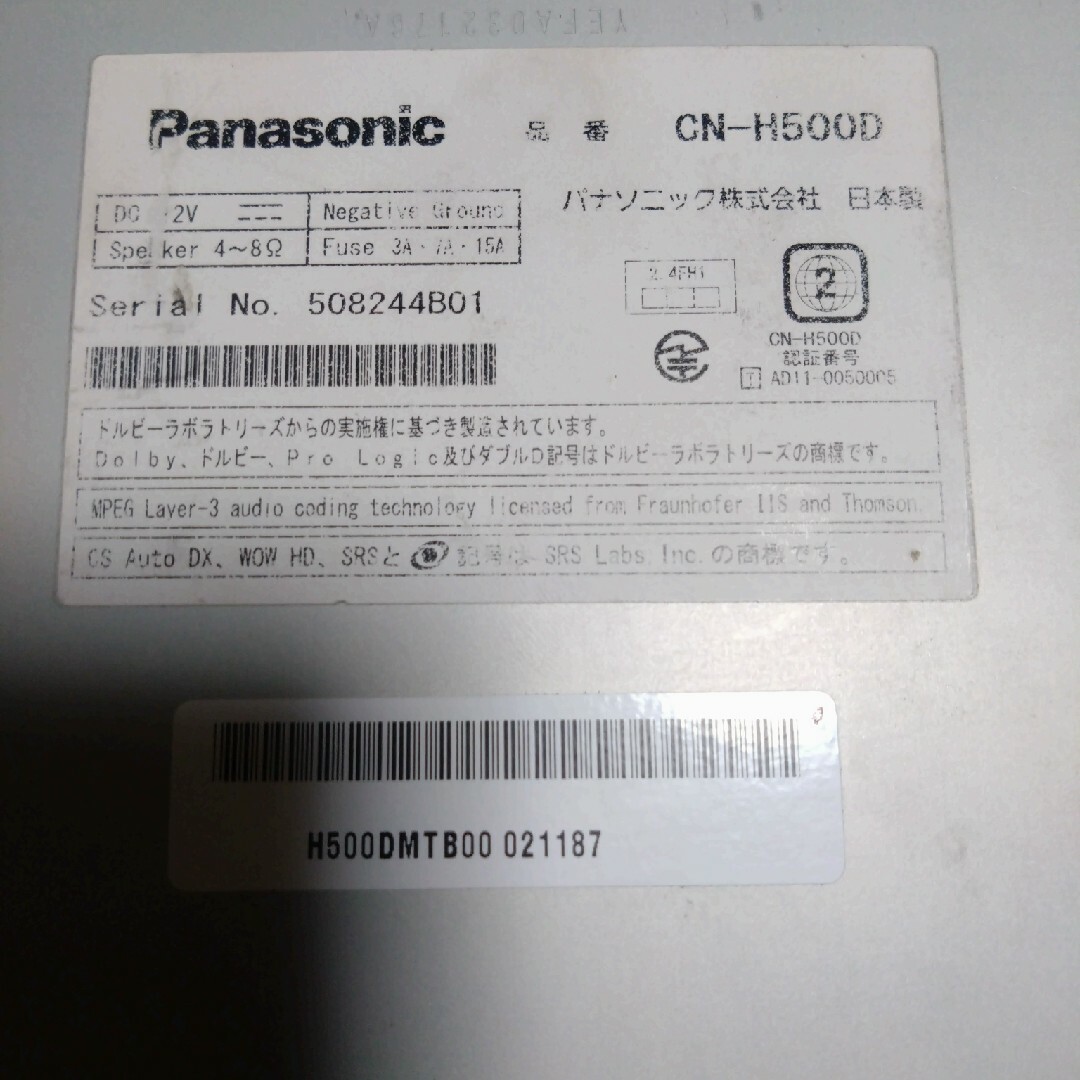 Panasonic 品番 CN-H500D
DC 2V Negative Ground
パナソニック株式会社 日本製
Speaker 4~8Ω Fuse 3A・7A・15A
2.4FH1
2
Serial No. 508244B01
CN-H500D
認証番号
T AD11-0050005
ドルビーラボラトリーズからの実施権に基づき製造されています。
Dolby、ドルビー、Pro Logic及びダブルD記号はドルビーラボラトリーズの商標です。
MPEG Layer-3 audio coding technology licensed from Fraunhofer IIS and Thomson.
CS Auto DX、WOW HD、SRSと 記号は SRS Labs,Inc.の商標です。
H500DMTB00 021187